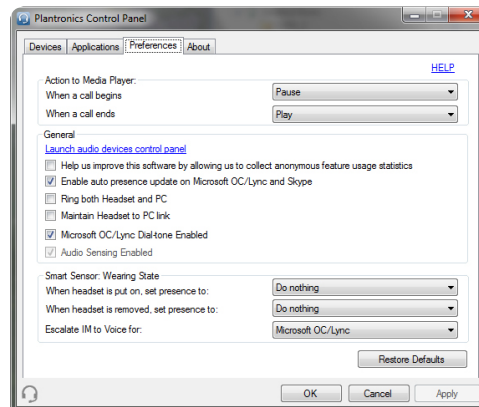 Plantronics Control Panel
Devices Applications Preferences About
HELP
Action to Media Player:
When a call begins Pause
When a call ends Play
General
Launch audio devices control panel
Help us improve this software by allowing us to collect anonymous feature usage statistics
Enable auto presence update on Microsoft OC/Lync and Skype
Ring both Headset and PC
Maintain Headset to PC link
Microsoft OC/Lync Dial-tone Enabled
Audio Sensing Enabled
Smart Sensor: Wearing State
When headset is put on, set presence to: Do nothing
When headset is removed, set presence to: Do nothing
Escalate IM to Voice for: Microsoft OC/Lync
Restore Defaults
OK Cancel Apply